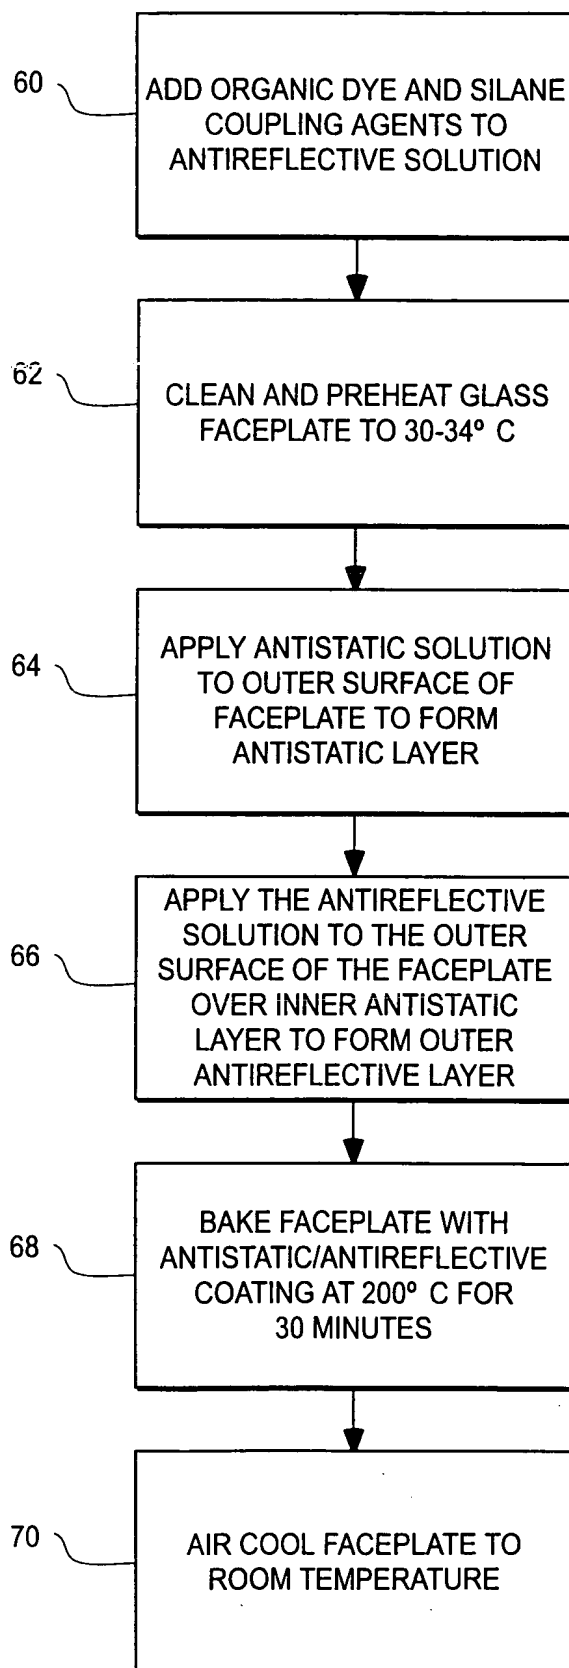 60
ADD ORGANIC DYE AND SILANE
COUPLING AGENTS TO
ANTIREFLECTIVE SOLUTION
62
CLEAN AND PREHEAT GLASS
FACEPLATE TO 30-34º C
64
APPLY ANTISTATIC SOLUTION
TO OUTER SURFACE OF
FACEPLATE TO FORM
ANTISTATIC LAYER
66
APPLY THE ANTIREFLECTIVE
SOLUTION TO THE OUTER
SURFACE OF THE FACEPLATE
OVER INNER ANTISTATIC
LAYER TO FORM OUTER
ANTIREFLECTIVE LAYER
68
BAKE FACEPLATE WITH
ANTISTATIC/ANTIREFLECTIVE
COATING AT 200º C FOR
30 MINUTES
70
AIR COOL FACEPLATE TO
ROOM TEMPERATURE